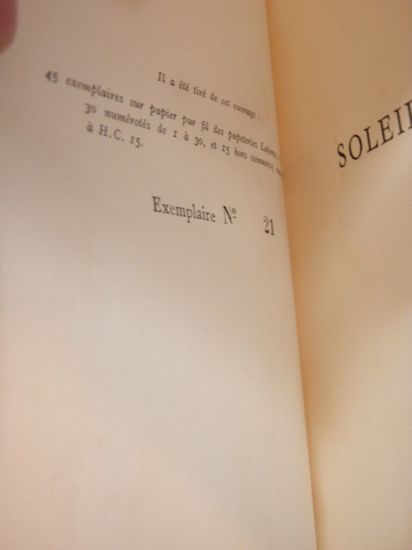 Il a été tiré de cet ouvrage :
45 exemplaires sur papier pur fil des papeteries
30 numérotés de 1 à 30, et 15 hors commerce,
à H.C. 15.
Exemplaire Nº 21
SOLEIL